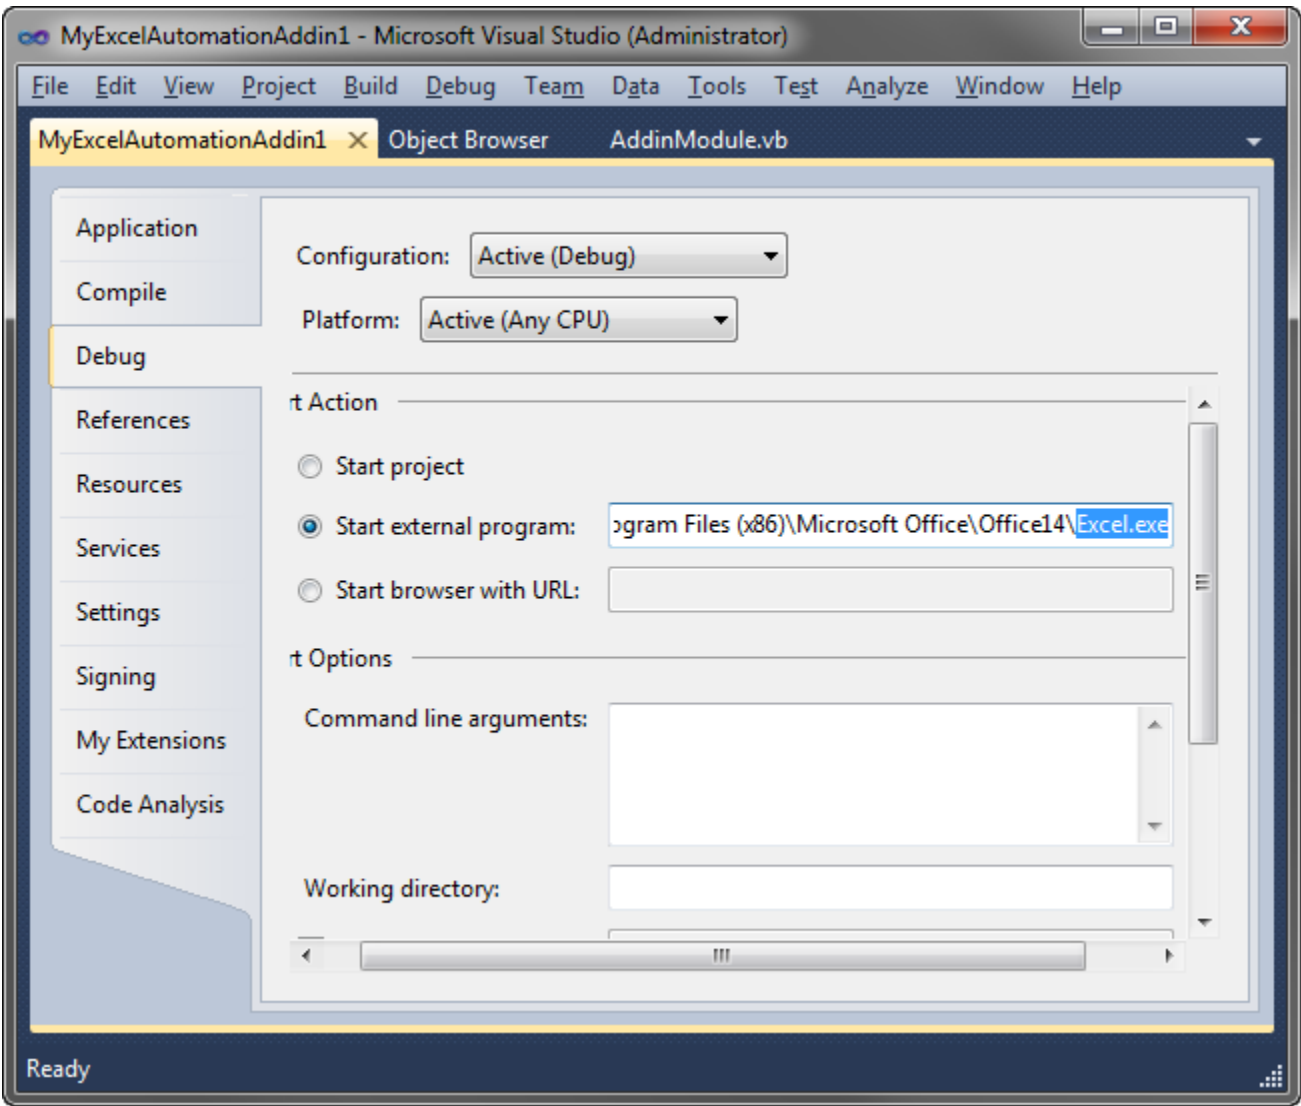 MyExcelAutomationAddin1 - Microsoft Visual Studio (Administrator)
File Edit View Project Build Debug Team Data Tools Test Analyze Window Help
MyExcelAutomationAddin1 Object Browser AddinModule.vb
Application
Compile
Debug
References
Resources
Services
Settings
Signing
My Extensions
Code Analysis
Configuration: Active (Debug)
Platform: Active (Any CPU)
rt Action
Start project
Start external program: ogram Files (x86)\Microsoft Office\Office14\Excel.exe
Start browser with URL:
rt Options
Command line arguments:
Working directory:
Ready